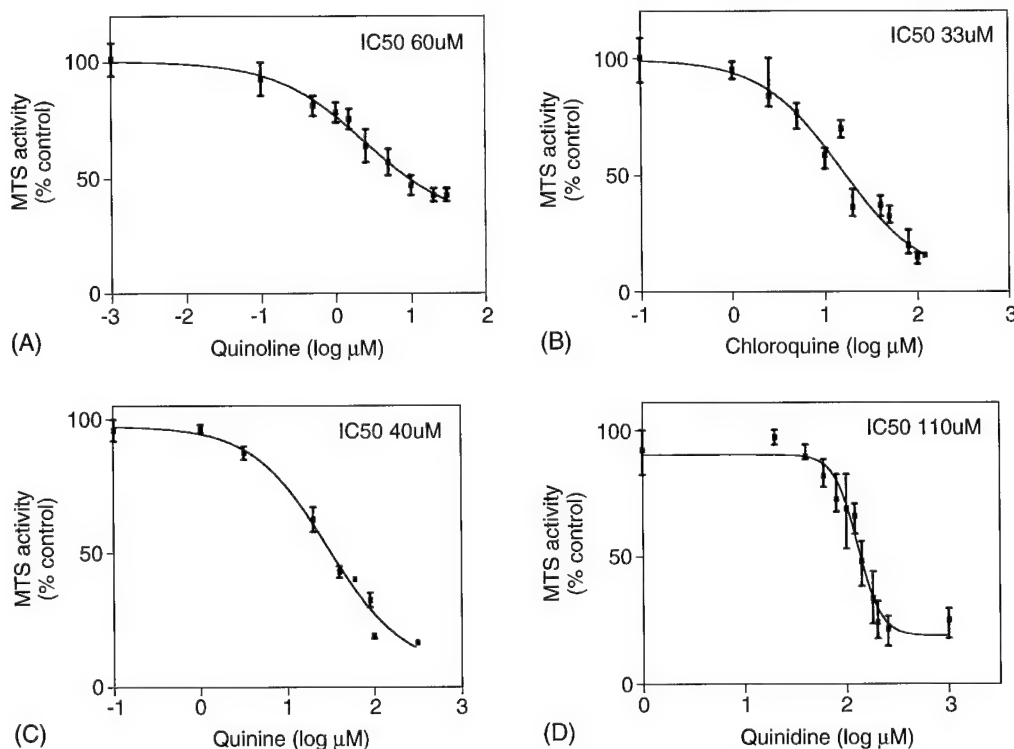 IC50 60uM
100
50
0
MTS activity
(% control)
-3
-1
0
1
2
Quinoline (log μM)
(A)
IC50 33uM
100
50
0
MTS activity
(% control)
-1
0
1
2
3
Chloroquine (log μM)
(B)
IC50 40uM
100
50
0
MTS activity
(% control)
-1
0
1
2
3
Quinine (log μM)
(C)
IC50 110uM
100
50
0
MTS activity
(% control)
0
1
2
3
Quinidine (log μM)
(D)